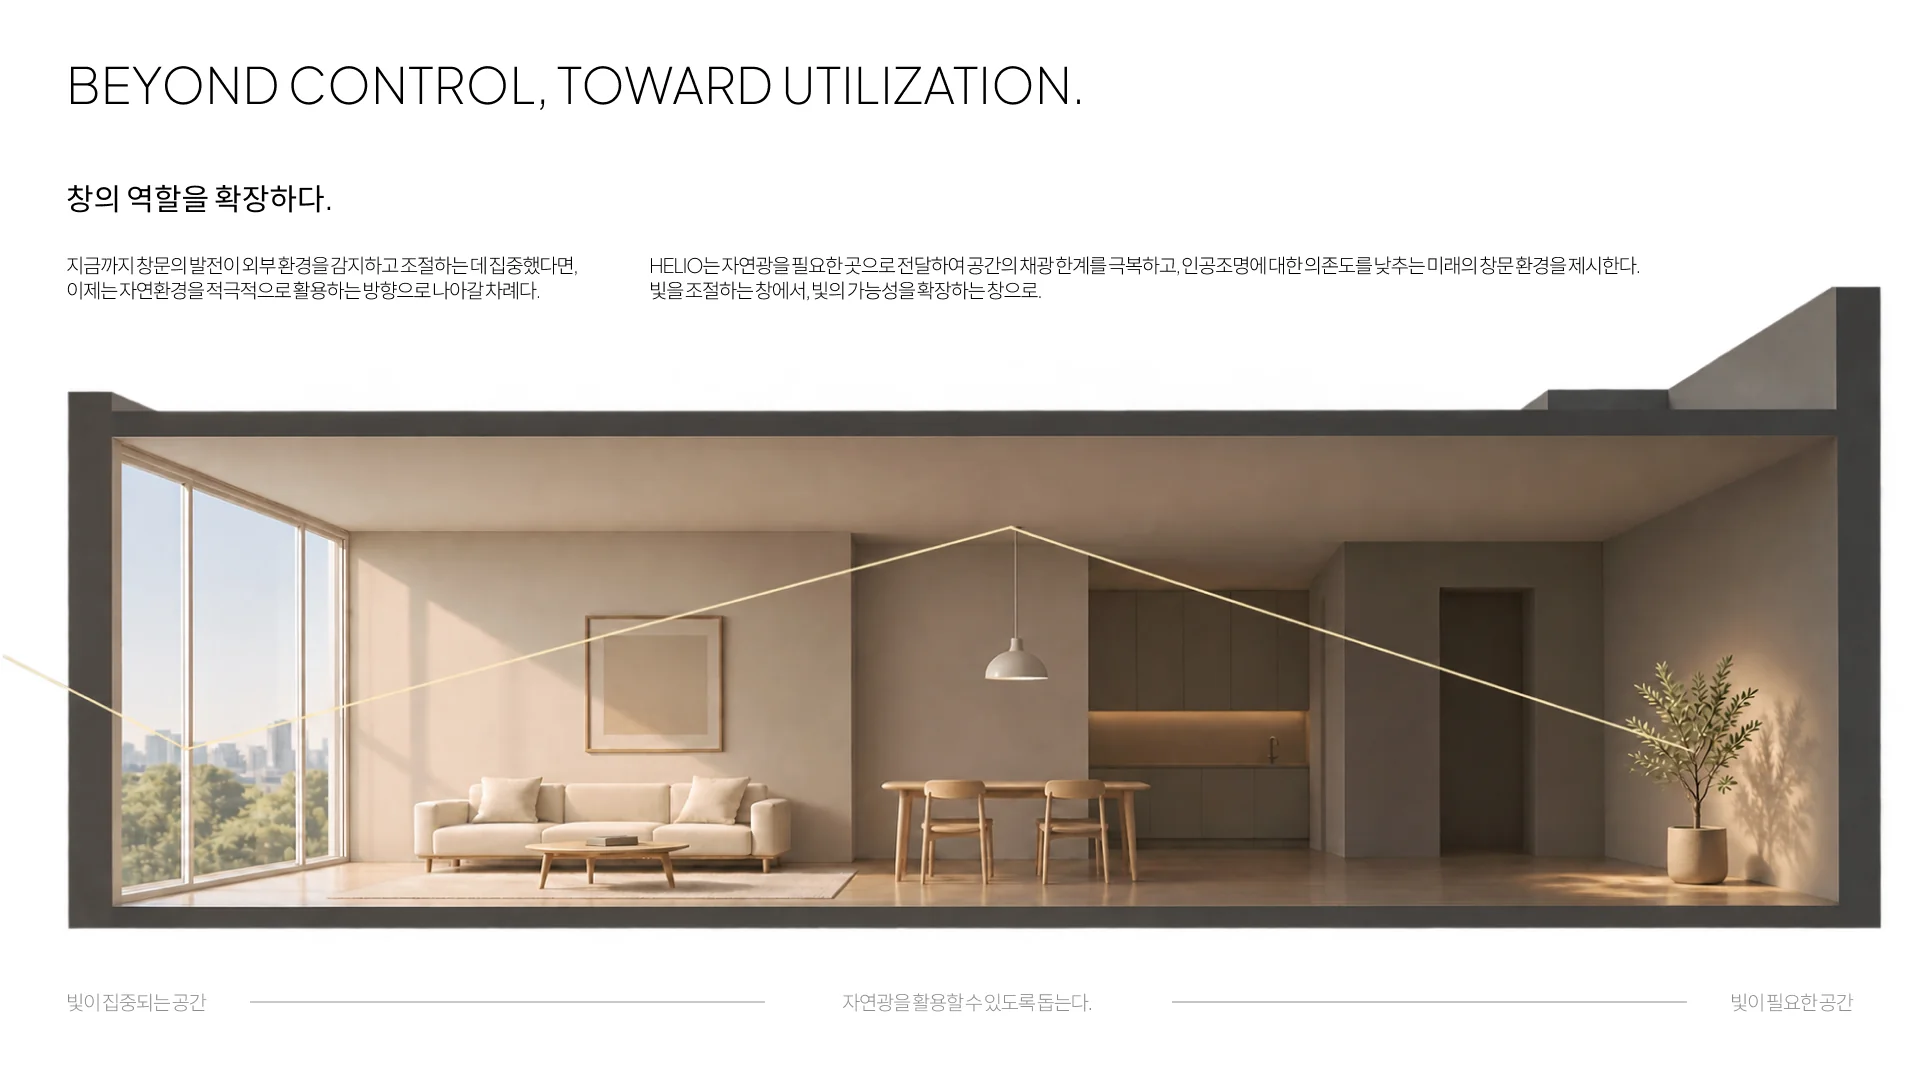 BEYOND CONTROL, TOWARD UTILIZATION.
창의 역할을 확장하다.
지금까지 창문의 발전이 외부 환경을 감지하고 조절하는 데 집중했다면,
이제는 자연환경을 적극적으로 활용하는 방향으로 나아갈 차례다.
HELIO는 자연광을 필요한 곳으로 전달하여 공간의 채광 한계를 극복하고, 인공조명에 대한 의존도를 낮추는 미래의 창문 환경을 제시한다.
빛을 조절하는 창에서, 빛의 가능성을 확장하는 창으로.
빛이 집중되는 공간
자연광을 활용할 수 있도록 돕는다.
빛이 필요한 공간